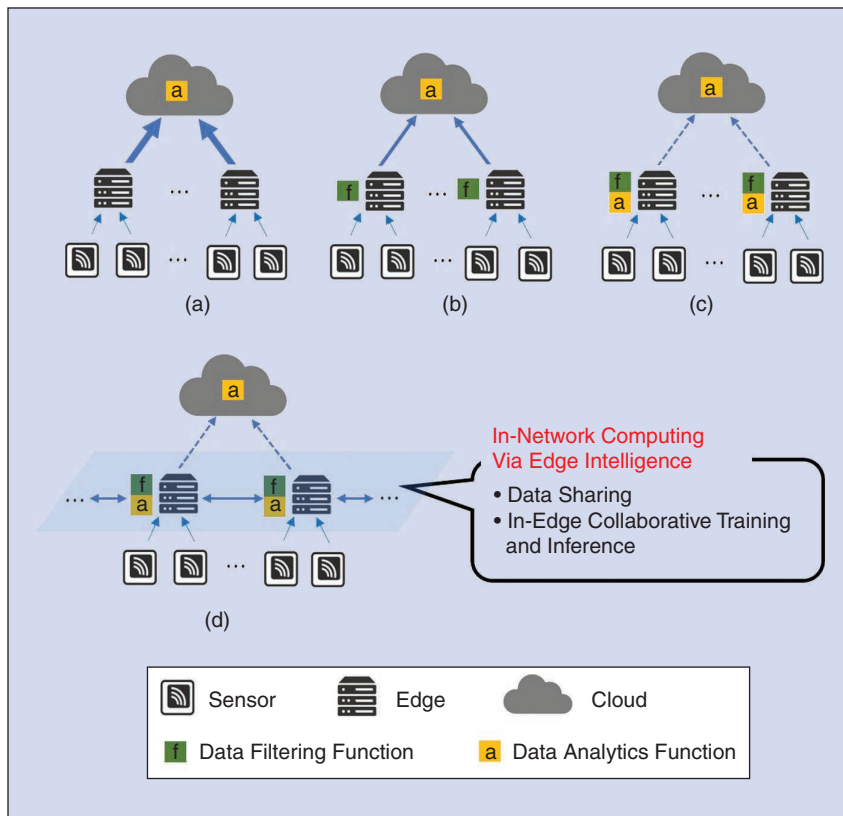 a
a
a
f
f
f
a
f
a
...
...
...
...
...
...
(a)
(b)
(c)
a
In-Network Computing
Via Edge Intelligence
• Data Sharing
• In-Edge Collaborative Training
and Inference
f
a
f
a
...
...
...
(d)
Sensor
Edge
Cloud
f Data Filtering Function
a Data Analytics Function